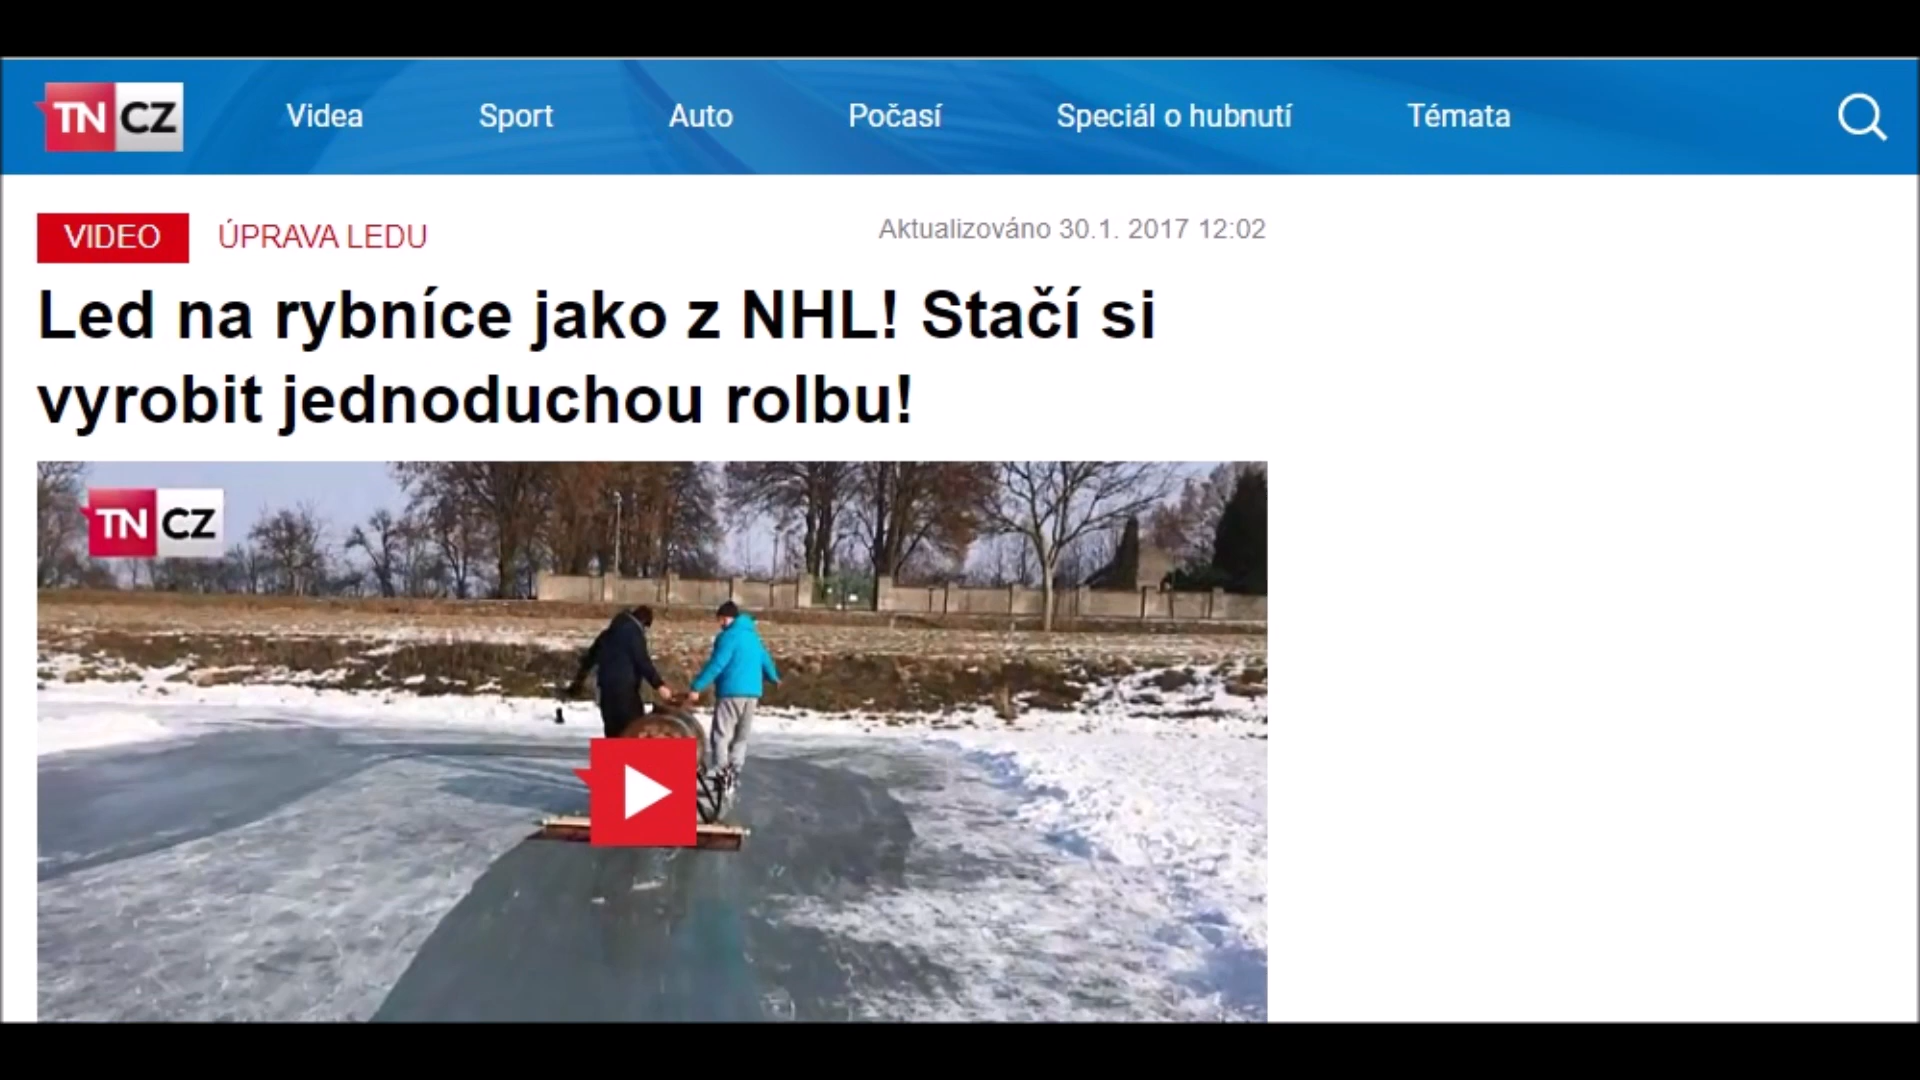 TN CZ Videa Sport Auto Počasí Speciál o hubnutí Témata
VIDEO ÚPRAVA LEDU Aktualizováno 30.1. 2017 12:02
Led na rybníce jako z NHL! Stačí si
vyrobit jednoduchou rolbu!
TN CZ